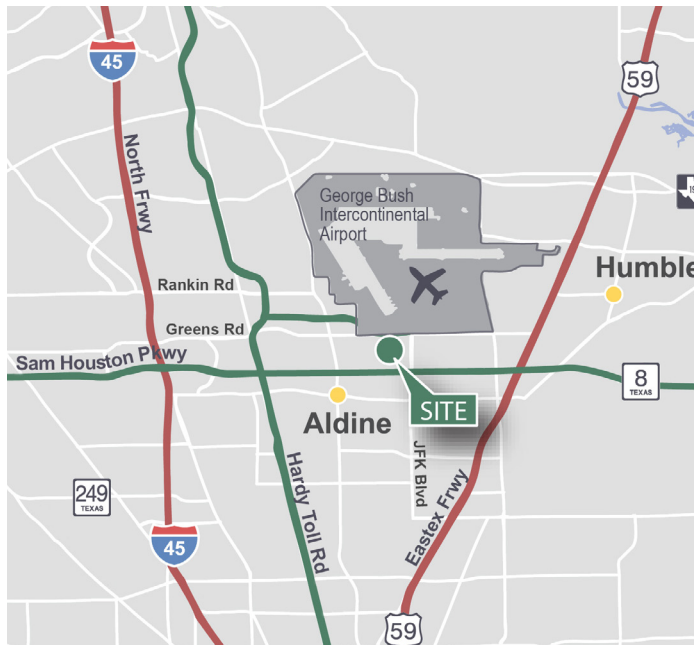 45
59
North Frwy
George Bush
Intercontinental
Airport
Humble
Rankin Rd
Greens Rd
Sam Houston Pkwy
8
TEXAS
SITE
Aldine
JFK Blvd
Eastex Frwy
Hardy Toll Rd
249
TEXAS
45
59